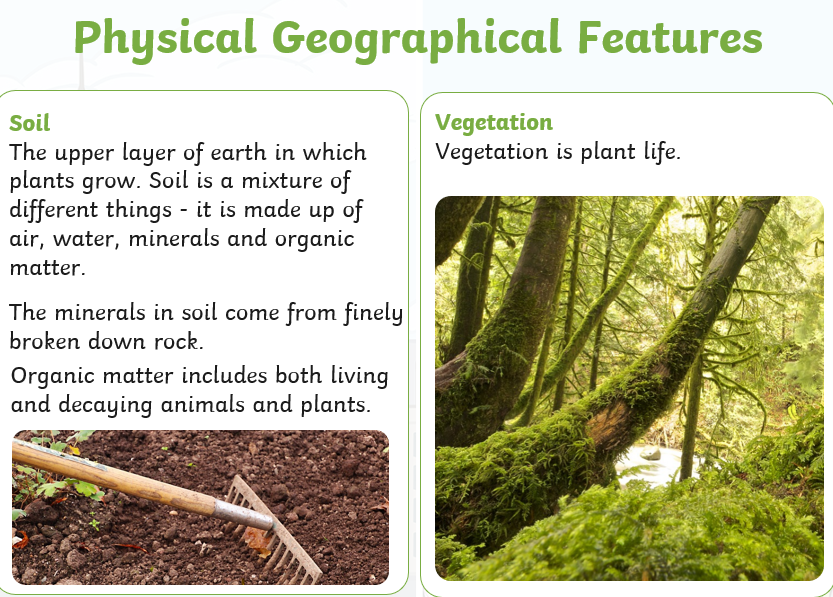 Physical Geographical Features
Soil
The upper layer of earth in which
plants grow. Soil is a mixture of
different things - it is made up of
air, water, minerals and organic
matter.
The minerals in soil come from finely
broken down rock.
Organic matter includes both living
and decaying animals and plants.
Vegetation
Vegetation is plant life.